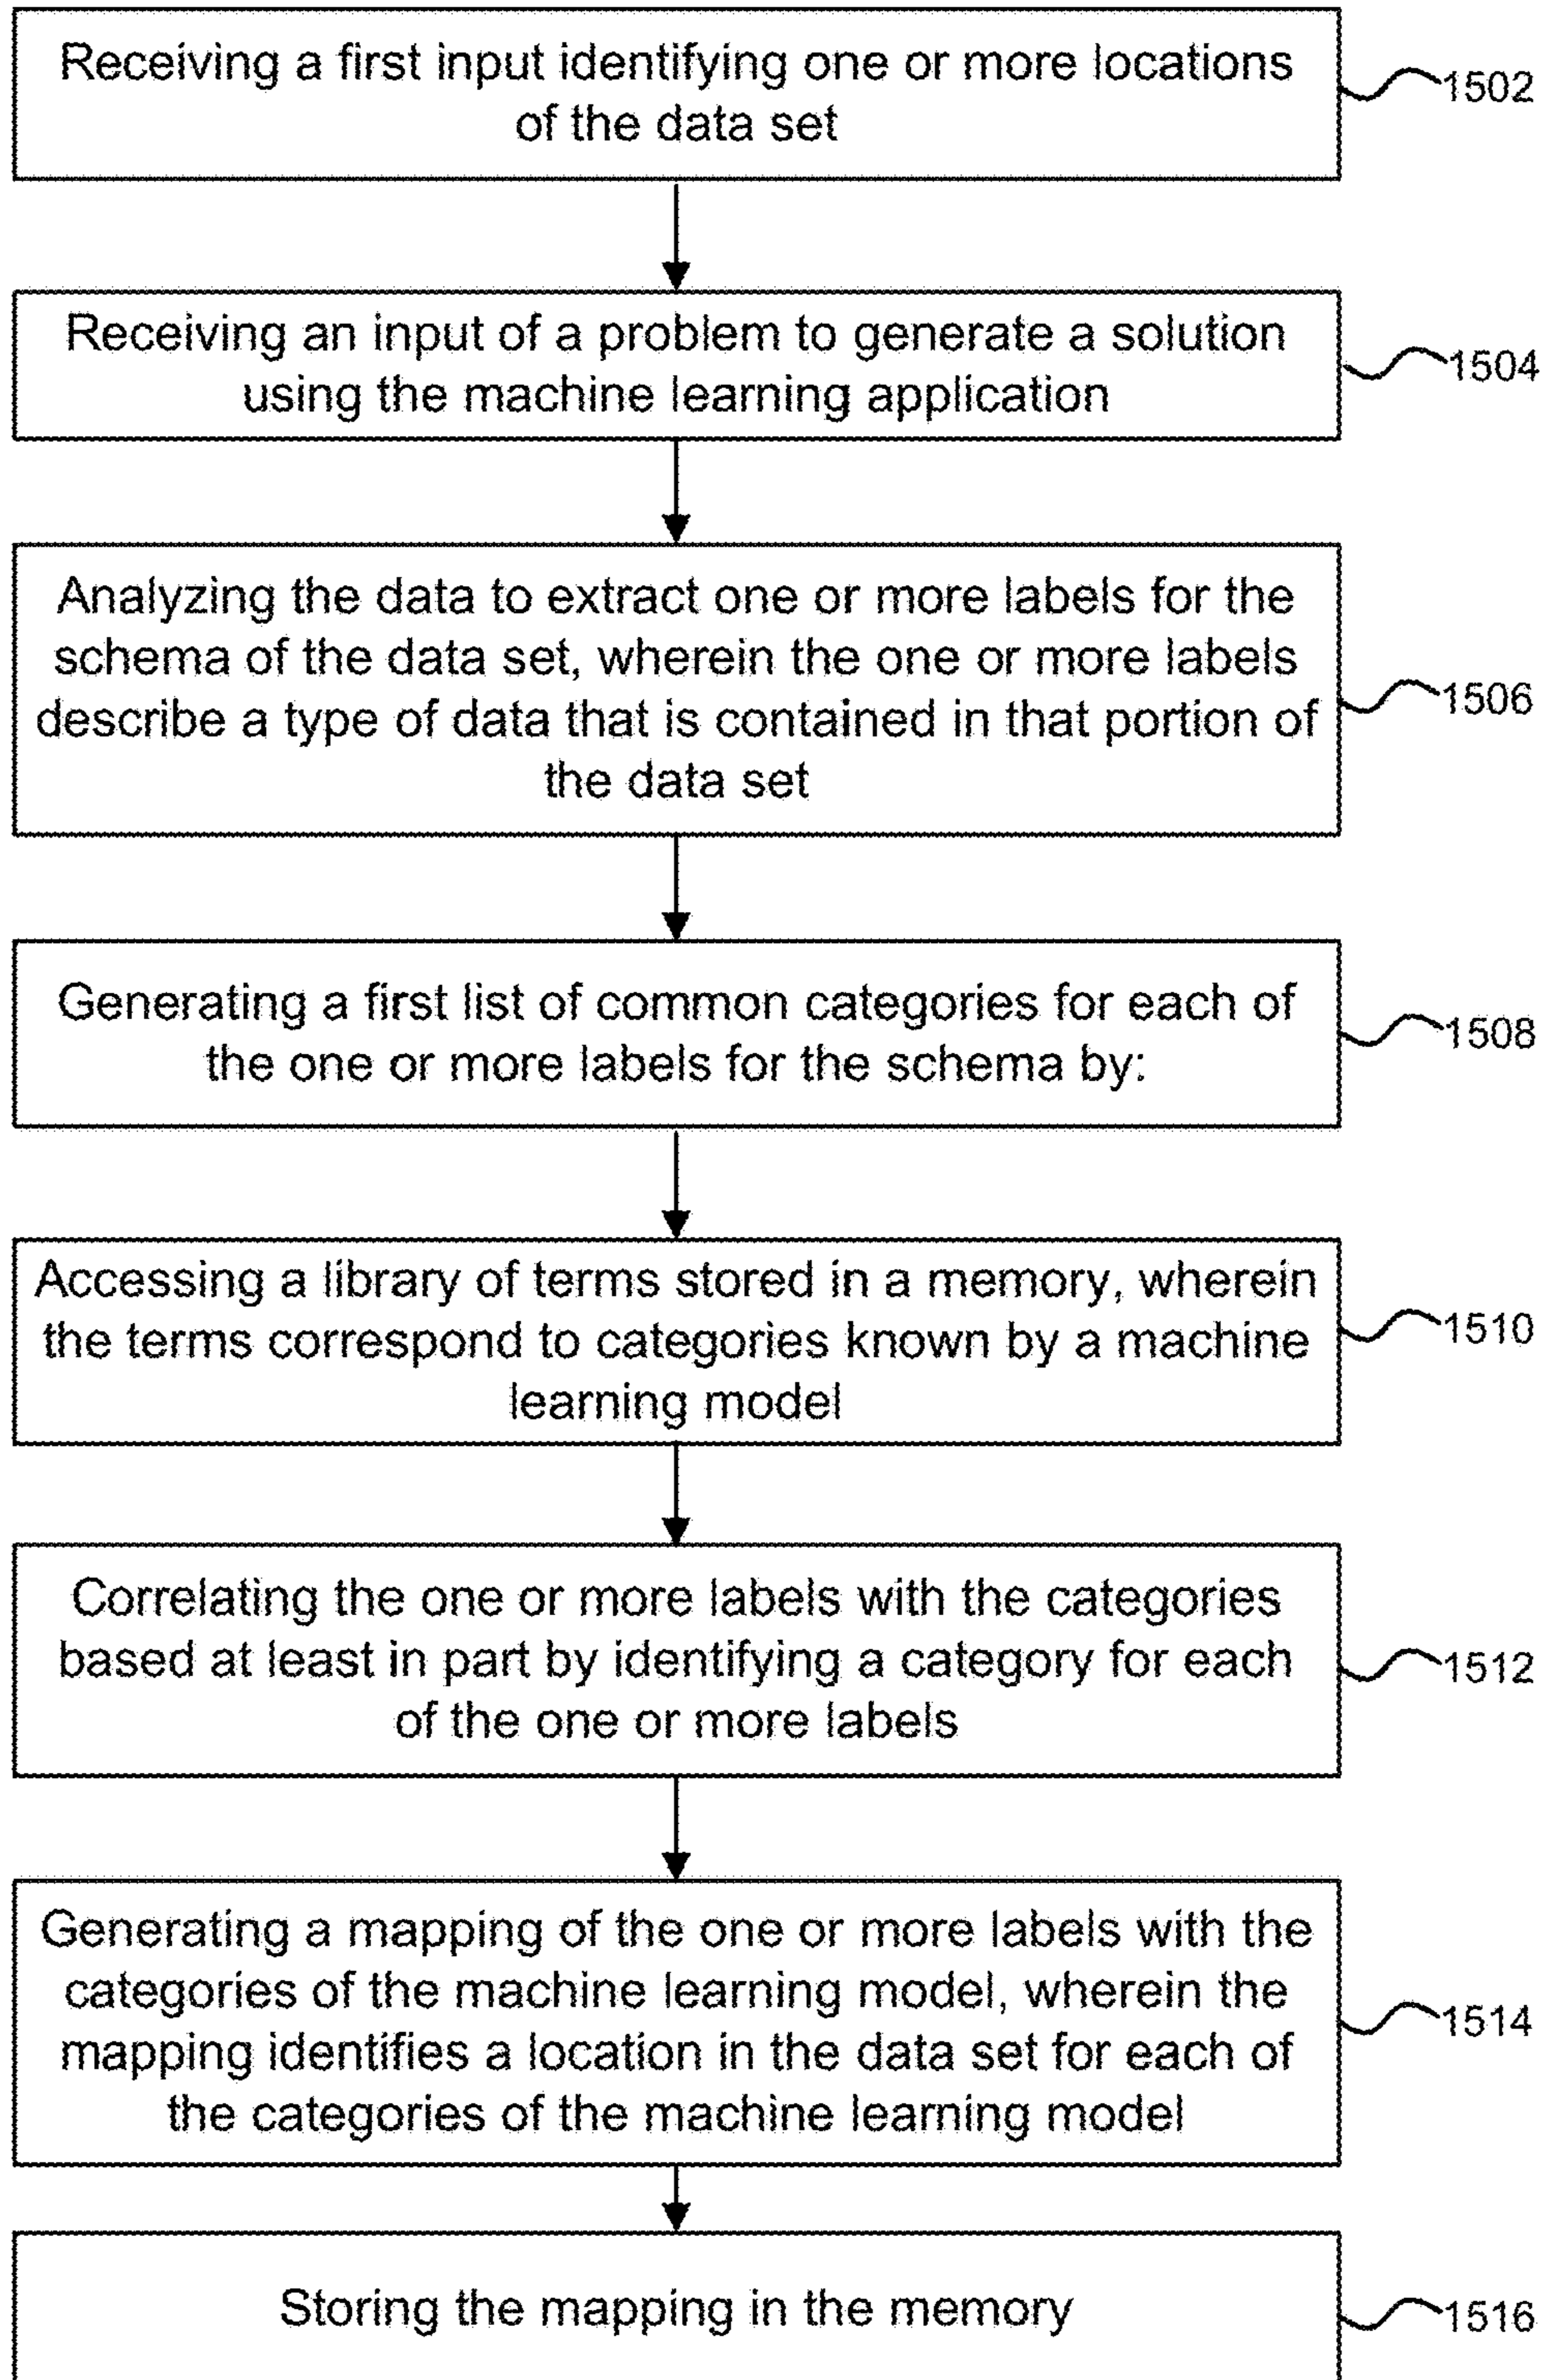 Receiving a first input identifying one or more locations
of the data set
1502
Receiving an input of a problem to generate a solution
using the machine learning application
1504
Analyzing the data to extract one or more labels for the
schema of the data set, wherein the one or more labels
describe a type of data that is contained in that portion of
the data set
1506
Generating a first list of common categories for each of
the one or more labels for the schema by:
1508
Accessing a library of terms stored in a memory, wherein
the terms correspond to categories known by a machine
learning model
1510
Correlating the one or more labels with the categories
based at least in part by identifying a category for each
of the one or more labels
1512
Generating a mapping of the one or more labels with the
categories of the machine learning model, wherein the
mapping identifies a location in the data set for each of
the categories of the machine learning model
1514
Storing the mapping in the memory
1516